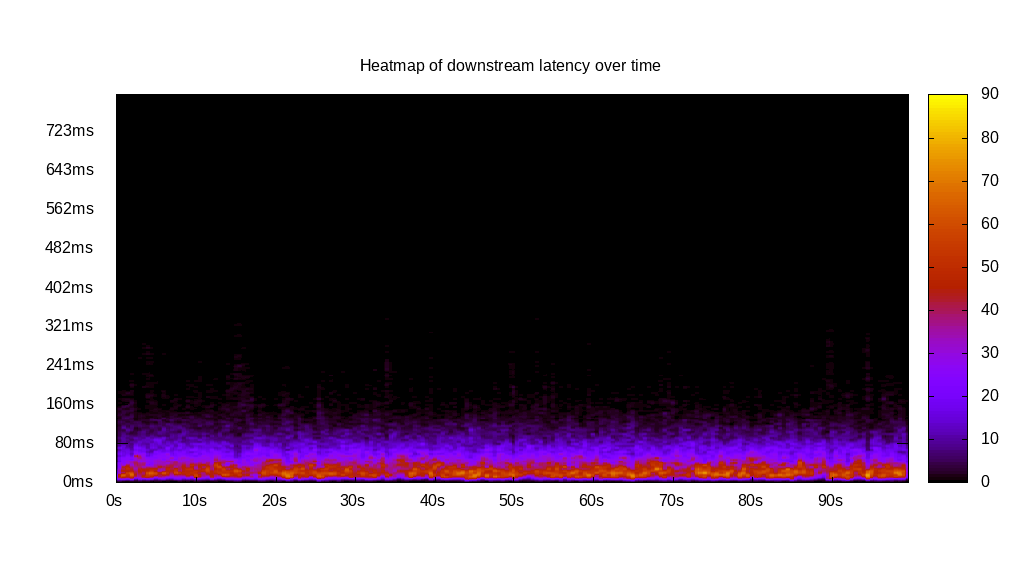 Heatmap of downstream latency over time
723ms
643ms
562ms
482ms
402ms
321ms
241ms
160ms
80ms
0ms
0s 10s 20s 30s 40s 50s 60s 70s 80s 90s
90
80
70
60
50
40
30
20
10
0